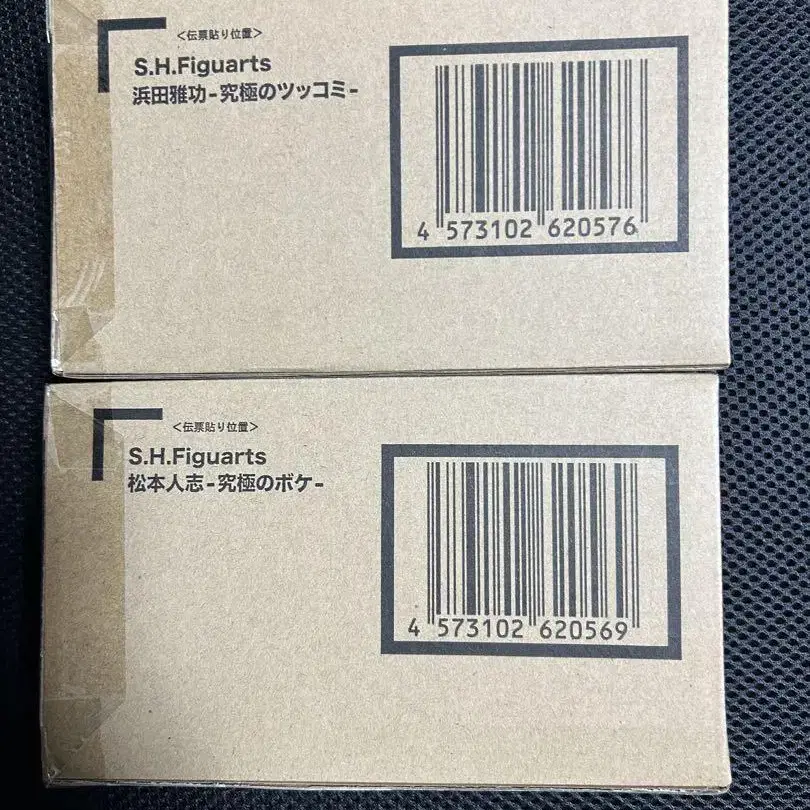 <伝票貼り位置>
S.H.Figuarts
浜田雅功-究極のツッコミ-
4 573102 620576
<伝票貼り位置>
S.H.Figuarts
松本人志-究極のボケ-
4 573102 620569